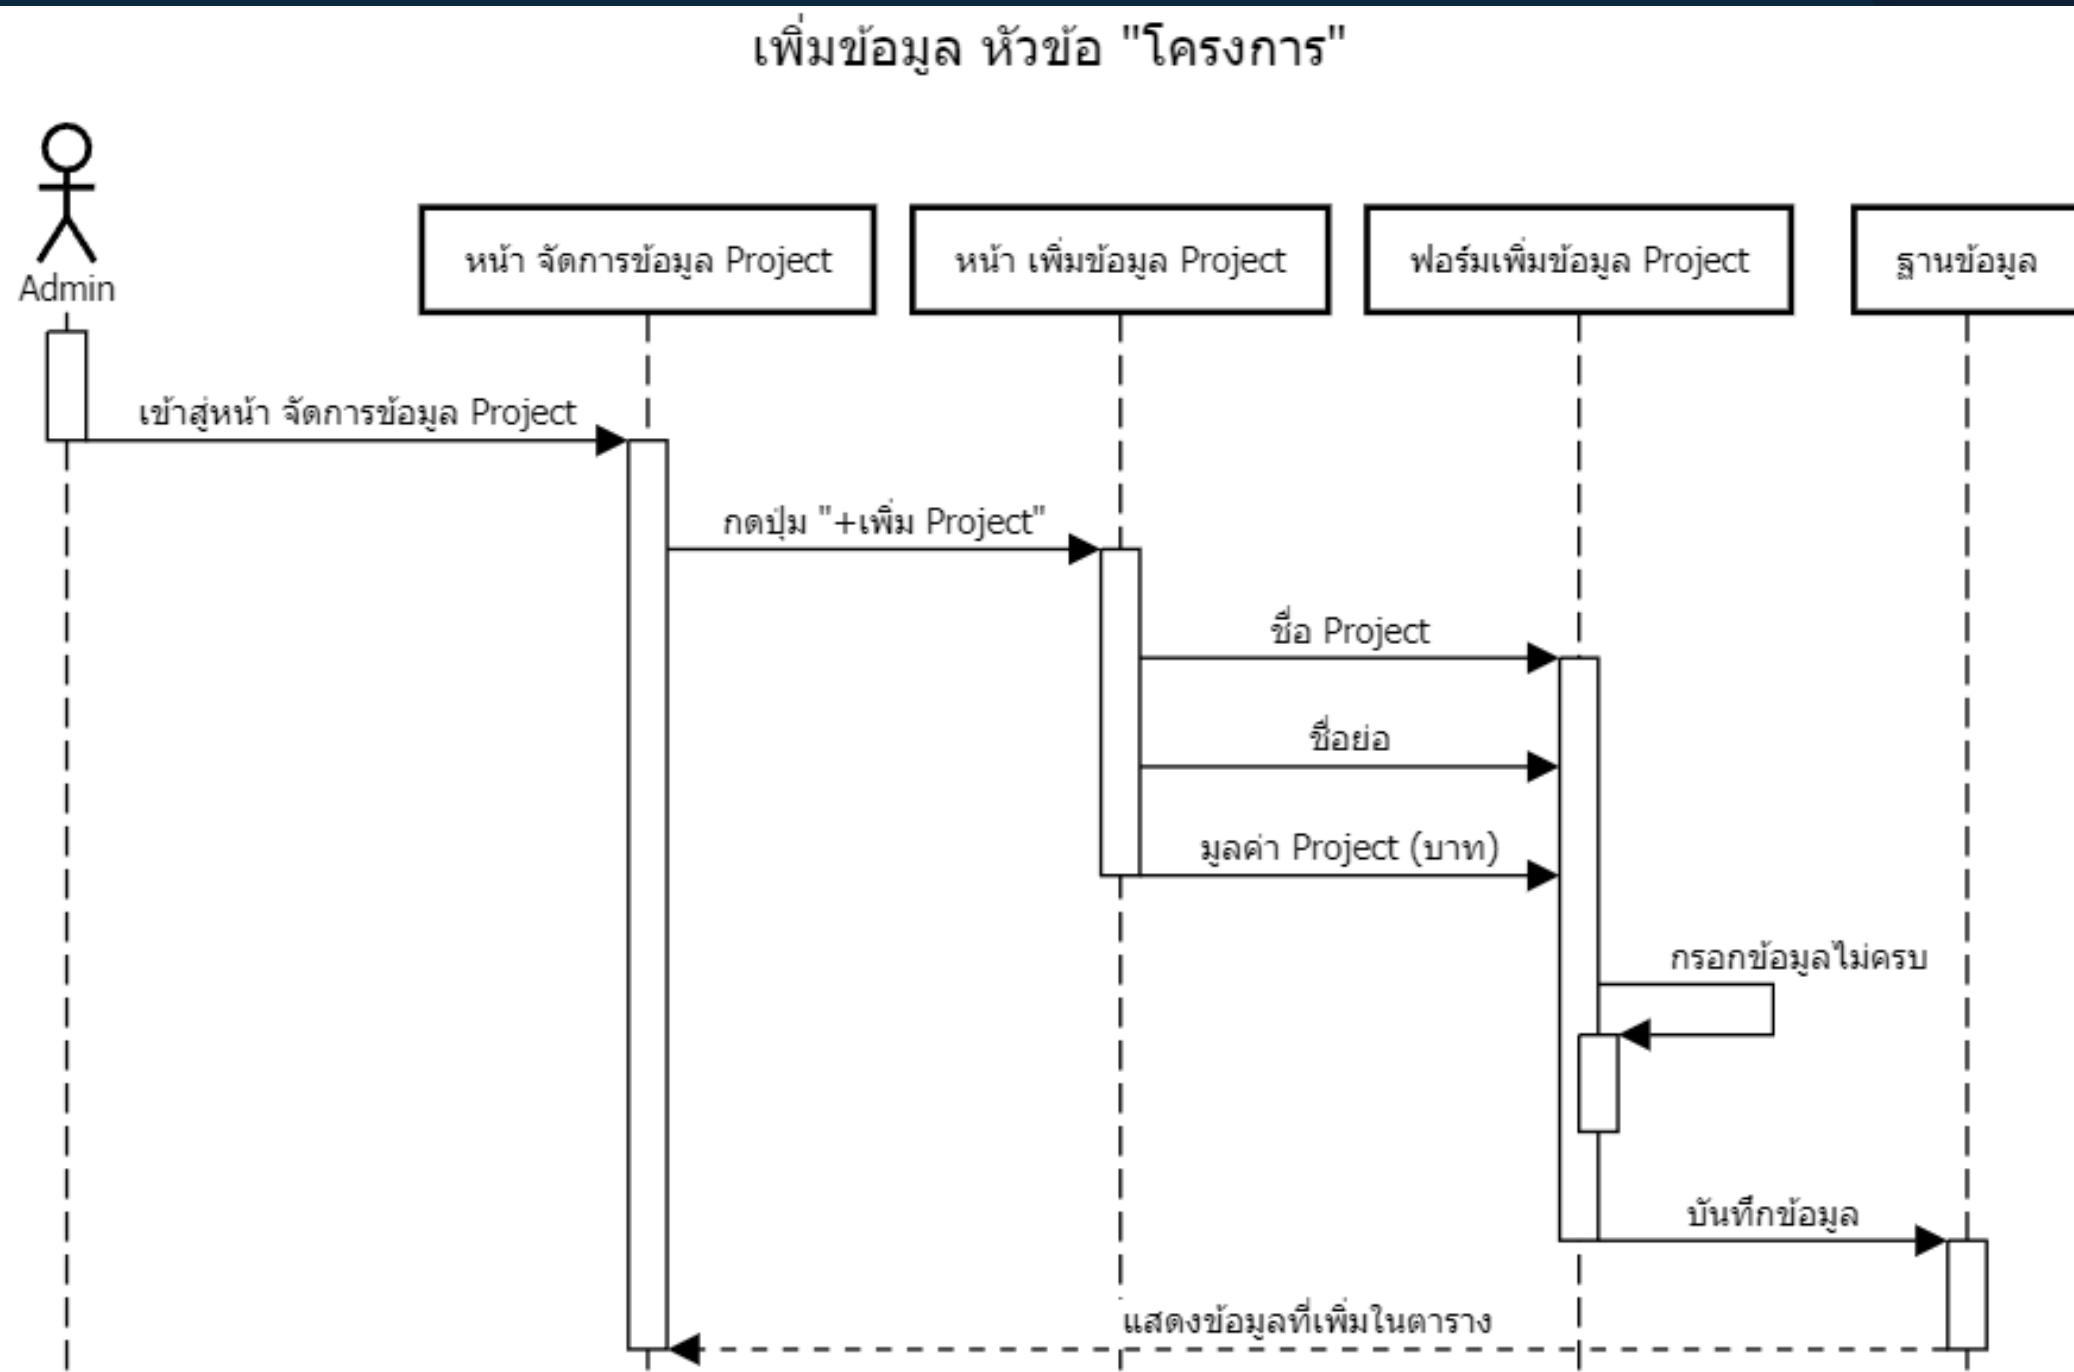 เพิ่มข้อมูล หัวข้อ "โครงการ"
Admin
หน้า จัดการข้อมูล Project
หน้า เพิ่มข้อมูล Project
ฟอร์มเพิ่มข้อมูล Project
ฐานข้อมูล
เข้าสู่หน้า จัดการข้อมูล Project
กดปุ่ม "+เพิ่ม Project"
ชื่อ Project
ชื่อย่อ
มูลค่า Project (บาท)
กรอกข้อมูลไม่ครบ
บันทึกข้อมูล
แสดงข้อมูลที่เพิ่มในตาราง